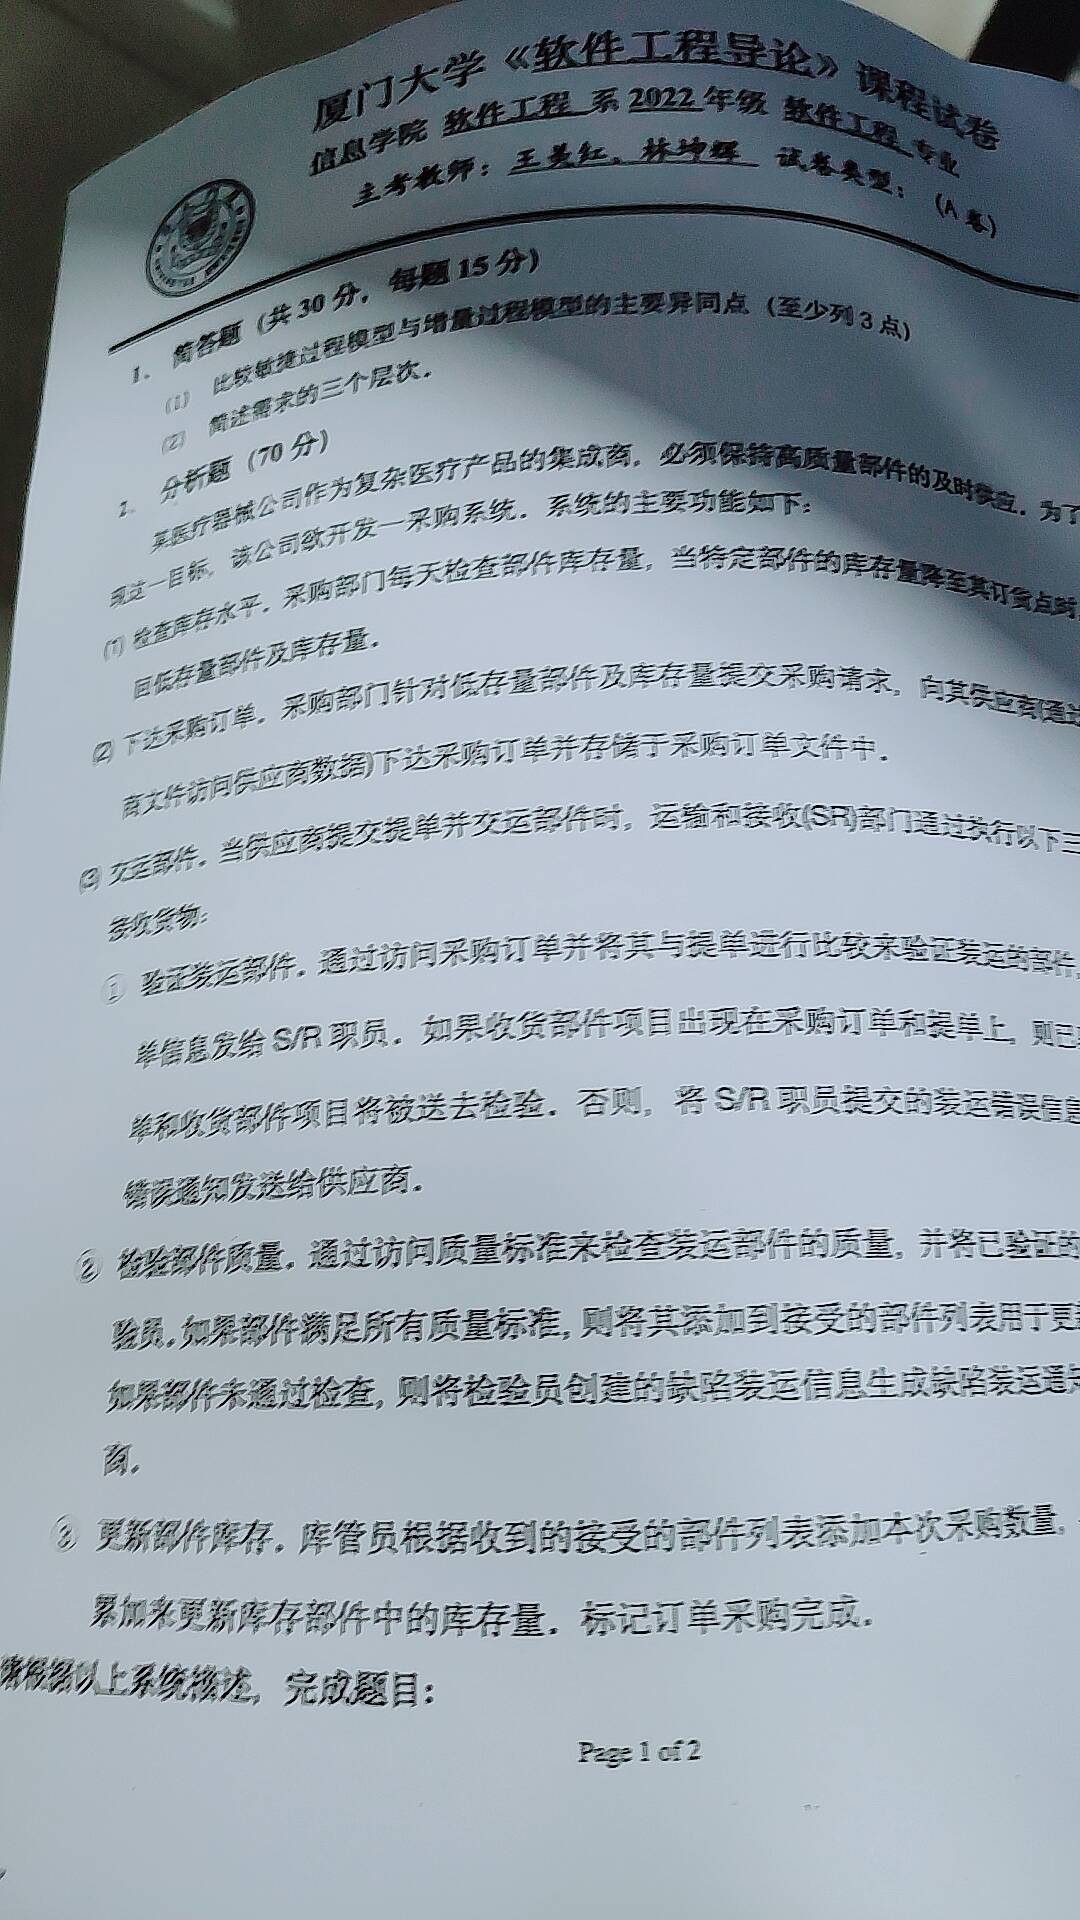 厦门大学《软件工程导论》课程试卷
信息学院 软件工程 系 2022 年级 软件工程 专业
主考教师：王美红、林坤辉 试卷类型：（A 卷）
1. 简答题（共 30 分，每题 15 分）
(1) 比较敏捷过程模型与增量过程模型的主要异同点（至少列 3 点）
(2) 简述需求的三个层次。
2. 分析题（70 分）
某医疗器械公司作为复杂医疗产品的集成商，必须保持高质量部件的及时供应。为了
现这一目标，该公司欲开发一采购系统。系统的主要功能如下：
(1) 检查库存水平。采购部门每天检查部件库存量，当特定部件的库存量降至其订货点时，
回低存量部件及库存量。
(2) 下达采购订单。采购部门针对低存量部件及库存量提交采购请求，向其供应商(通过
商文件访问供应商数据)下达采购订单并存储于采购订单文件中。
(3) 交运部件。当供应商提交提单并交运部件时，运输和接收(SR)部门通过执行以下三
接收货物：
① 验证装运部件。通过访问采购订单并将其与提单进行比较来验证装运的部件，
单信息发给 S/R 职员。如果收货部件项目出现在采购订单和提单上，则已
单和收货部件项目将被送去检验。否则，将 S/R 职员提交的装运错误信息
错误通知发送给供应商。
② 检验部件质量。通过访问质量标准来检查装运部件的质量，并将已验证的
验员。如果部件满足所有质量标准，则将其添加到接受的部件列表用于更
如果部件未通过检查，则将检验员创建的缺陷装运信息生成缺陷装运通知
商。
③ 更新部件库存。库管员根据收到的接受的部件列表添加本次采购数量，
累加来更新库存部件中的库存量。标记订单采购完成。
请根据以上系统描述，完成题目：
Page 1 of 2